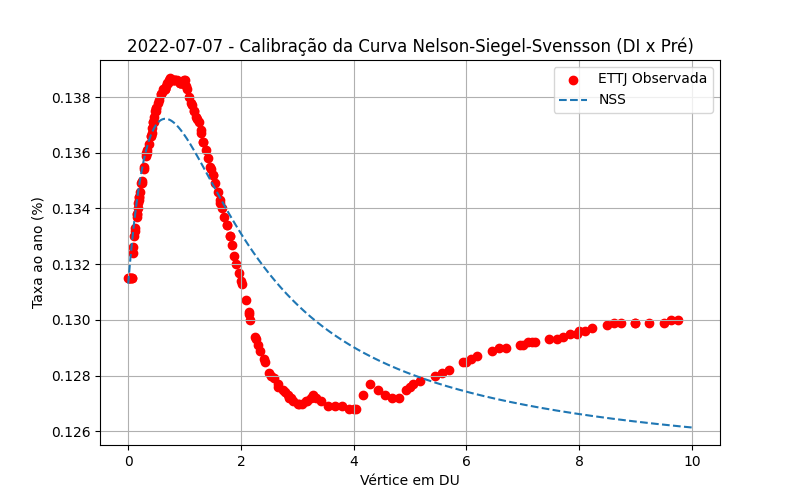 2022-07-07 - Calibração da Curva Nelson-Siegel-Svensson (DI x Pré)
ETTJ Observada
NSS
Taxa ao ano (%)
0.138
0.136
0.134
0.132
0.130
0.128
0.126
0 2 4 6 8 10
Vértice em DU